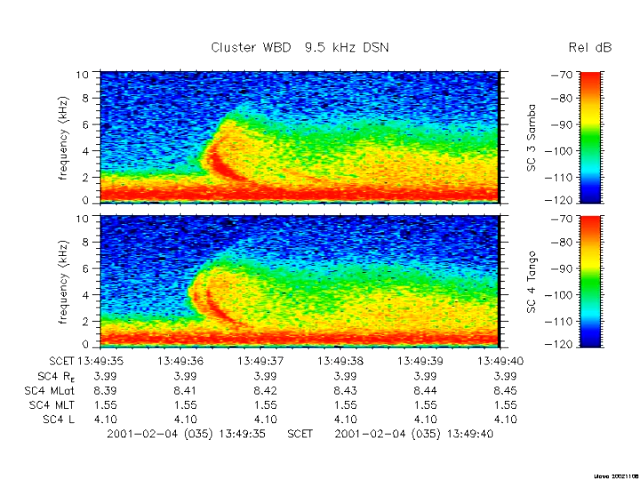 Cluster WBD 9.5 kHz DSN
Rel dB
10
8
6
4
2
0
frequency (kHz)
SC 3 Samba
-70
-80
-90
-100
-110
-120
10
8
6
4
2
0
frequency (kHz)
SC 4 Tango
-70
-80
-90
-100
-110
-120
SCET 13:49:35 13:49:36 13:49:37 13:49:38 13:49:39 13:49:40
SC4 RE 3.99 3.99 3.99 3.99 3.99 3.99
SC4 MLat 8.39 8.41 8.42 8.43 8.44 8.45
SC4 MLT 1.55 1.55 1.55 1.55 1.55 1.55
SC4 L 4.10 4.10 4.10 4.10 4.10 4.10
2001-02-04 (035) 13:49:35 SCET 2001-02-04 (035) 13:49:40